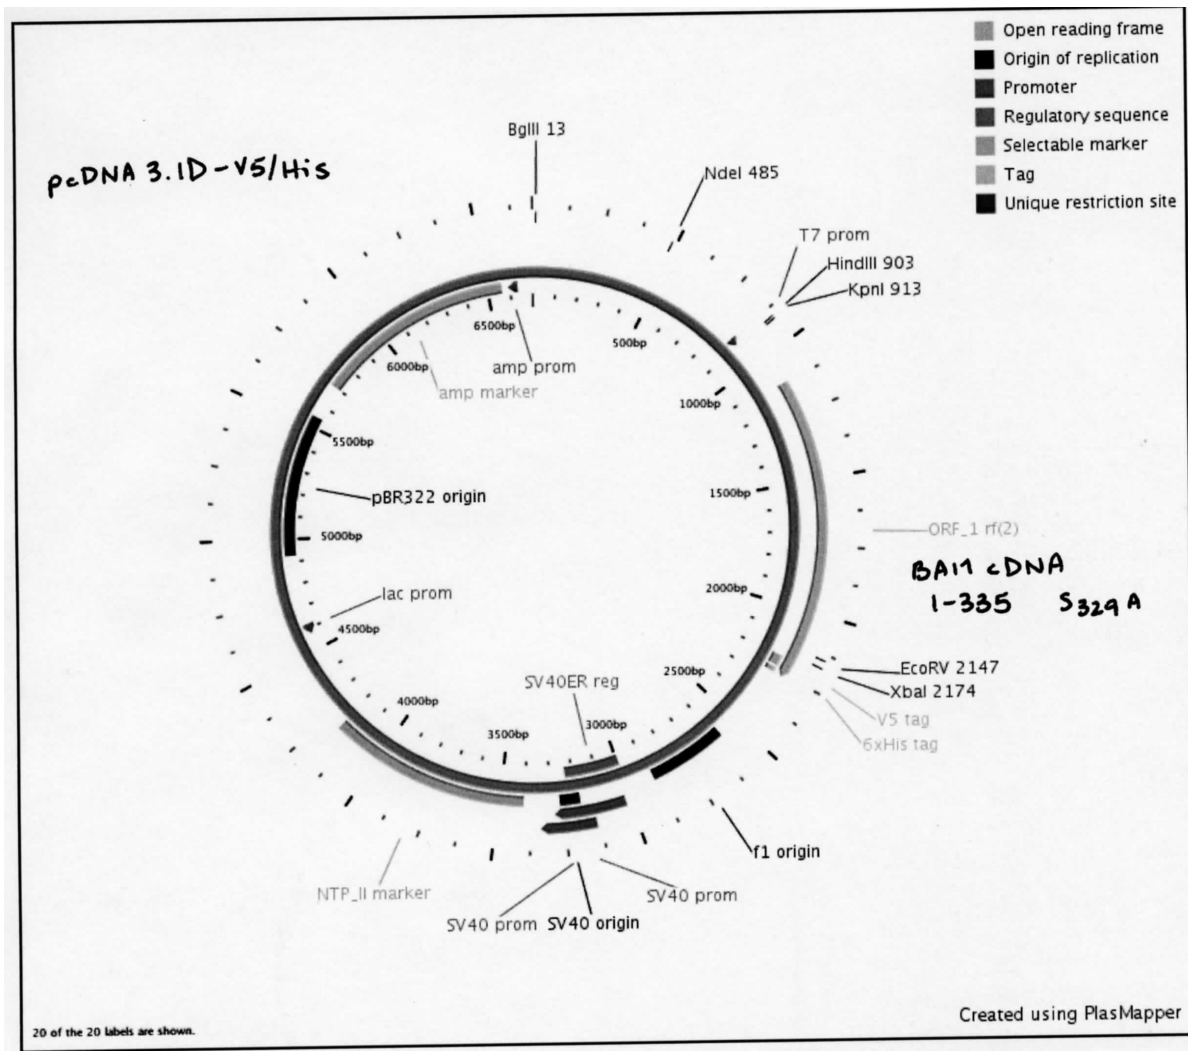 Open reading frame
Origin of replication
Promoter
Regulatory sequence
Selectable marker
Tag
Unique restriction site
BglII 13
pcDNA 3.1D-V5/His
NdeI 485
T7 prom
HindIII 903
KpnI 913
6500bp
500
6000bp
amp prom
amp marker
1000bp
5500bp
1500bp
pBR322 origin
ORF_1 rf(2)
5000bp
BAI1 cDNA
1-335 S329A
2000bp
lac prom
4500bp
EcoRV 2147
SV40ER reg
2500bp
XbaI 2174
V5 tag
4000bp
3500bp
3000bp
6xHis tag
f1 origin
NTP_II marker
SV40 prom
SV40 prom
SV40 origin
Created using PlasMapper
20 of the 20 labels are shown.